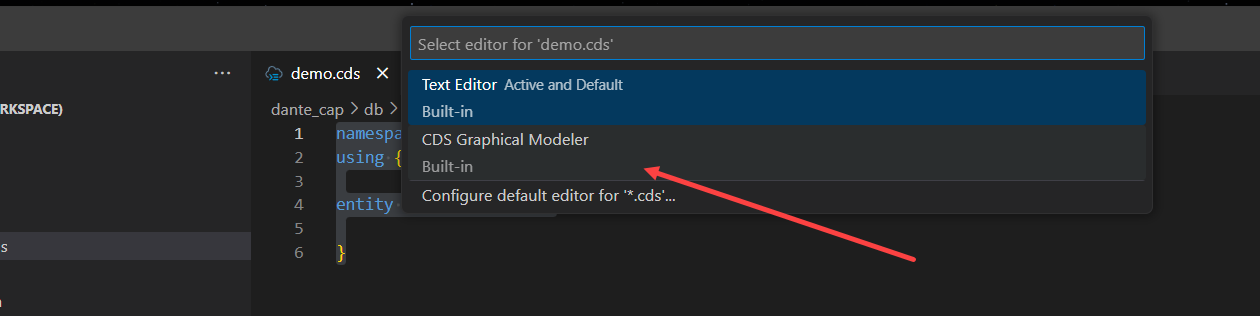 Select editor for 'demo.cds'
··· demo.cds ×
Text Editor Active and Default
Built-in
RKSPACE)
dante_cap > db >
CDS Graphical Modeler
Built-in
Configure default editor for '*.cds'...
1 namespa
2 using·{
3
4 entity·
5
6 }
s